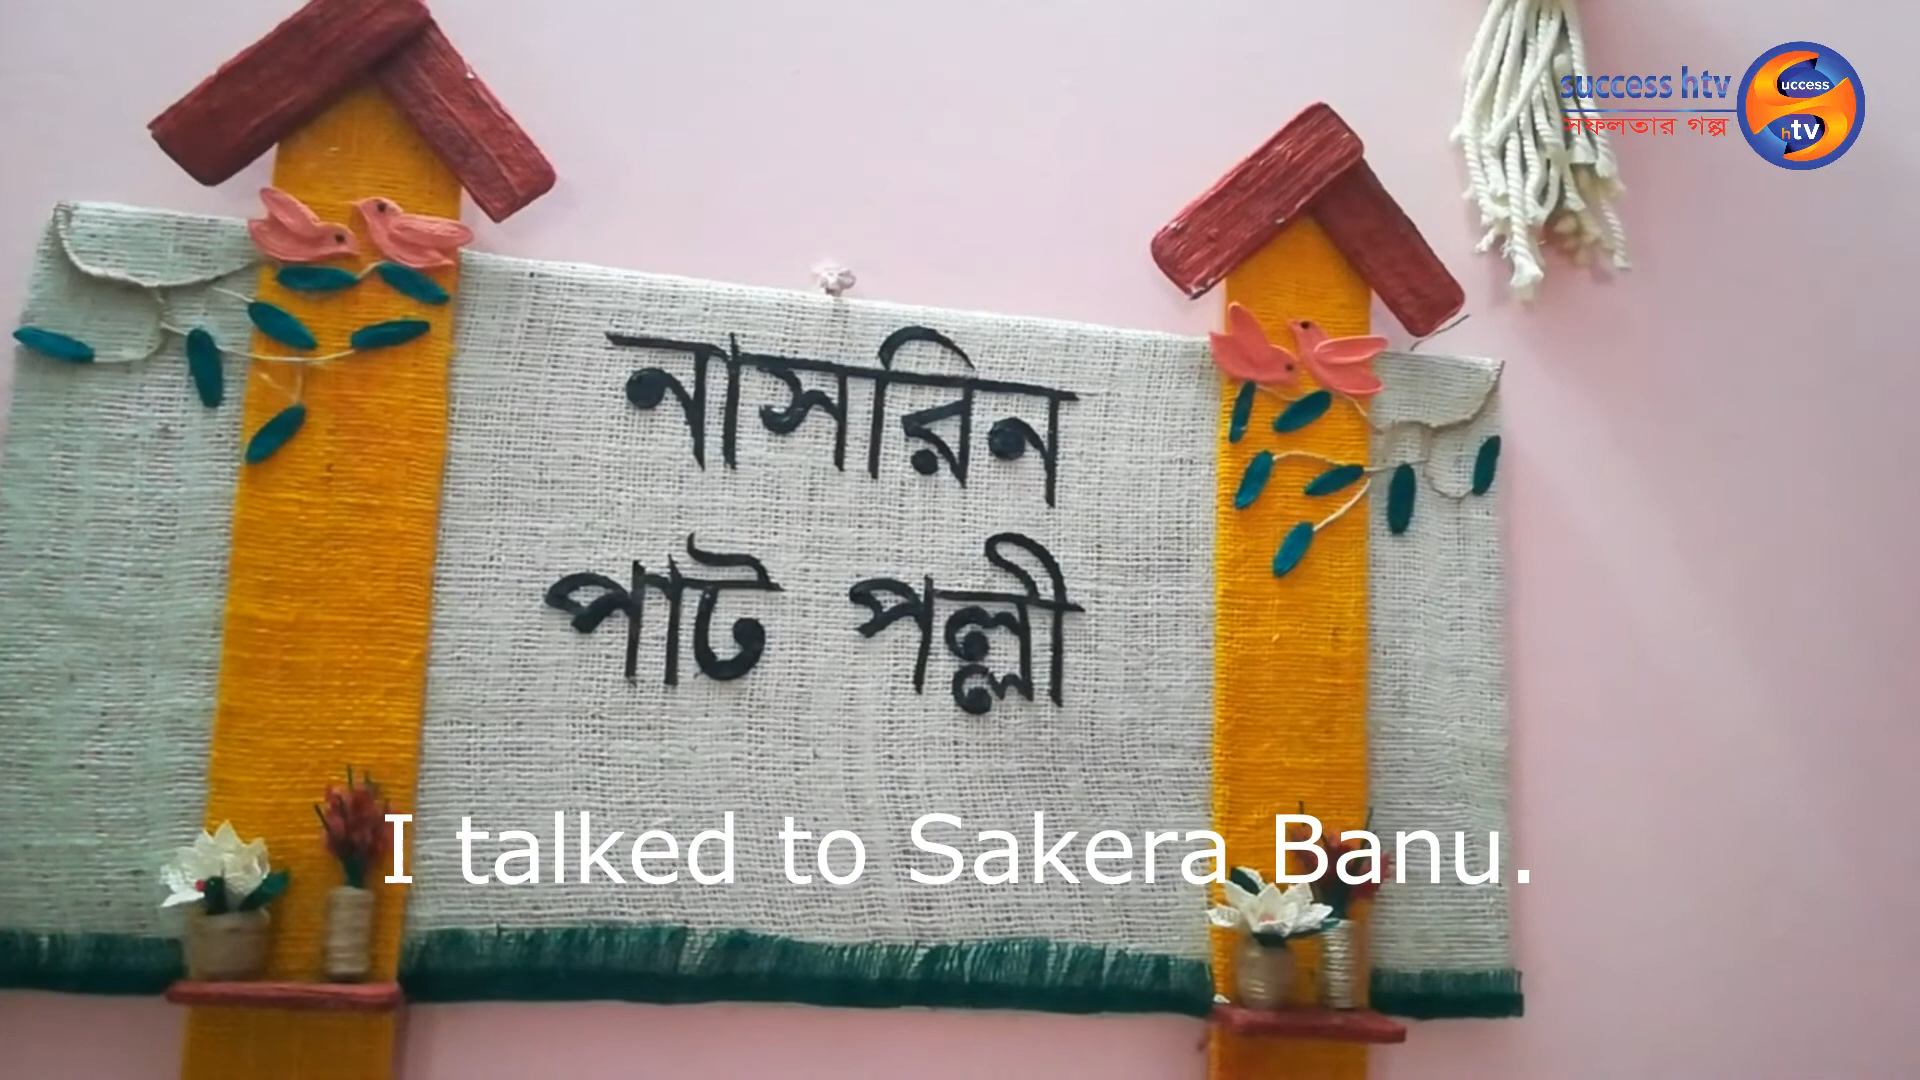 success htv
সফলতার গল্প
uccess
htv
নাসরিন
পাট পল্লী
I talked to Sakera Banu.